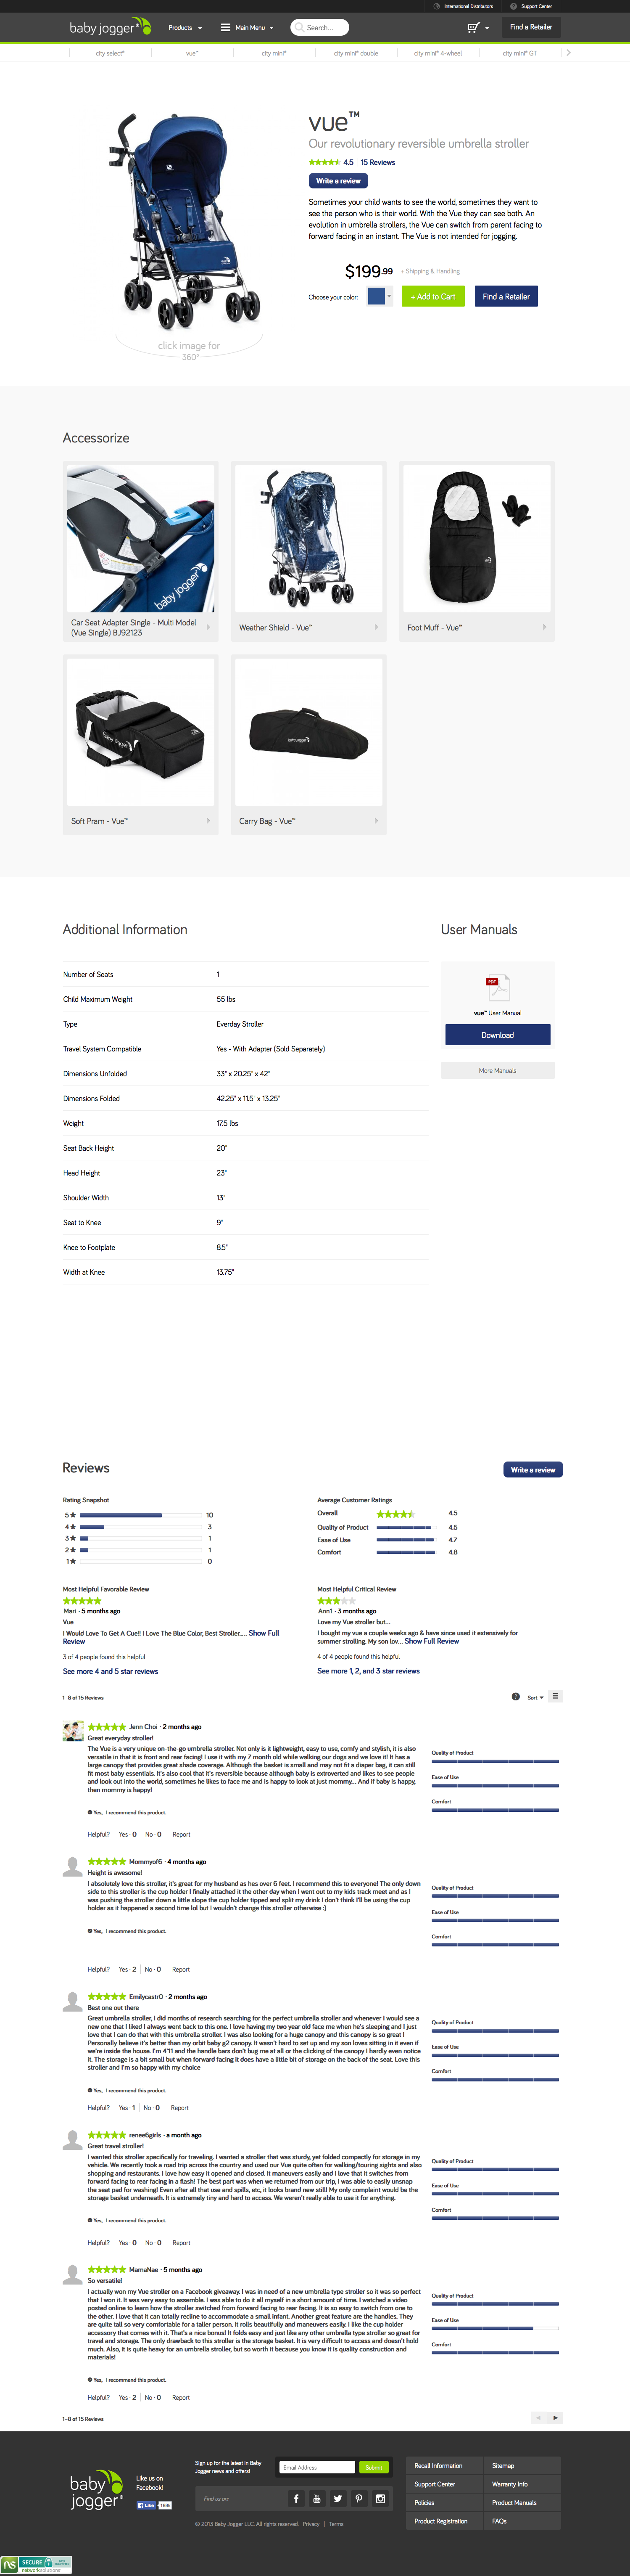 International Distributors
Support Center
baby jogger®
Products
Main Menu
Search...
Find a Retailer
city select®
vue™
city mini®
city mini® double
city mini® 4-wheel
city mini® GT
vue™
Our revolutionary reversible umbrella stroller
4.5 | 15 Reviews
Write a review
Sometimes your child wants to see the world, sometimes they want to
see the person who is their world. With the Vue they can see both. An
evolution in umbrella strollers, the Vue can switch from parent facing to
forward facing in an instant. The Vue is not intended for jogging.
$199.99 + Shipping & Handling
Choose your color:
+ Add to Cart
Find a Retailer
click image for
360°
Accessorize
baby jogger
Car Seat Adapter Single - Multi Model
(Vue Single) BJ92123
Weather Shield - Vue™
Foot Muff - Vue™
baby jogger
Soft Pram - Vue™
baby jogger
Carry Bag - Vue™
Additional Information
Number of Seats 1
Child Maximum Weight 55 lbs
Type Everday Stroller
Travel System Compatible Yes - With Adapter (Sold Separately)
Dimensions Unfolded 33" x 20.25" x 42"
Dimensions Folded 42.25" x 11.5" x 13.25"
Weight 17.5 lbs
Seat Back Height 20"
Head Height 23"
Shoulder Width 13"
Seat to Knee 9"
Knee to Footplate 8.5"
Width at Knee 13.75"
User Manuals
PDF
vue™ User Manual
Download
More Manuals
Reviews
Write a review
Rating Snapshot
5★ 10
4★ 3
3★ 1
2★ 1
1★ 0
Average Customer Ratings
Overall 4.5
Quality of Product 4.5
Ease of Use 4.7
Comfort 4.8
Most Helpful Favorable Review
Mari · 5 months ago
Vue
I Would Love To Get A Cue!! I Love The Blue Color, Best Stroller..... Show Full
Review
3 of 4 people found this helpful
See more 4 and 5 star reviews
Most Helpful Critical Review
Ann1 · 3 months ago
Love my Vue stroller but...
I bought my vue a couple weeks ago & have since used it extensively for
summer strolling. My son lov... Show Full Review
4 of 4 people found this helpful
See more 1, 2, and 3 star reviews
1–8 of 15 Reviews
? Sort ▼
Jenn Choi · 2 months ago
Great everyday stroller!
The Vue is a very unique on-the-go umbrella stroller. Not only is it lightweight, easy to use, comfy and stylish, it is also
versatile in that it is front and rear facing! I use it with my 7 month old while walking our dogs and we love it! It has a
large canopy that provides great shade coverage. Although the basket is small and may not fit a diaper bag, it can still
fit most baby essentials. It's also cool that it's reversible because although baby is extroverted and likes to see people
and look out into the world, sometimes he likes to face me and is happy to look at just mommy... And if baby is happy,
then mommy is happy!
Yes, I recommend this product.
Helpful? Yes · 0 No · 0 Report
Quality of Product
Ease of Use
Comfort
Mommyof6 · 4 months ago
Height is awesome!
I absolutely love this stroller, it's great for my husband as hes over 6 feet. I recommend this to everyone! The only down
side to this stroller is the cup holder I finally attached it the other day when I went out to my kids track meet and as I
was pushing the stroller down a little slope the cup holder tipped and split my drink I don't think I'll be using the cup
holder as it happened a second time lol but I wouldn't change this stroller otherwise :)
Yes, I recommend this product.
Helpful? Yes · 2 No · 0 Report
Quality of Product
Ease of Use
Comfort
Emilycastr0 · 2 months ago
Best one out there
Great umbrella stroller, I did months of research searching for the perfect umbrella stroller and whenever I would see a
new one that I liked I always went back to this one. I love having my two year old face me when he's sleeping and I just
love that I can do that with this umbrella stroller. I was also looking for a huge canopy and this canopy is so great I
Personally believe it's better than my orbit baby g2 canopy. It wasn't to hard on to set up and my son loves sitting in it even if
we're inside the house. I'm 4'11 and the handle bars don't bug me at all or the clicking of the canopy I hardly even notice
it. The storage is a bit small but when forward facing it does have a little bit of storage on the back of the seat. Love this
stroller and I'm so happy with my choice
Yes, I recommend this product.
Helpful? Yes · 1 No · 0 Report
Quality of Product
Ease of Use
Comfort
renee6girls · a month ago
Great travel stroller!
I wanted this stroller specifically for traveling. I wanted a stroller that was sturdy, yet folded compactly for storage in my
vehicle. We recently took a road trip across the country and used our Vue quite often for walking/touring sights and also
shopping and restaurants. I love how easy it opened and closed. It maneuvers easily and I love that it switches from
forward facing to rear facing in a flash! The best part was when we returned from our trip, I was able to easily unsnap
the seat pad for washing! Even after all that use and spills, etc, it looks brand new still! My only complaint would be the
storage basket underneath. It is extremely tiny and hard to access. We weren't really able to use it for anything.
Yes, I recommend this product.
Helpful? Yes · 0 No · 0 Report
Quality of Product
Ease of Use
Comfort
MamaNae · 5 months ago
So versatile!
I actually won my Vue stroller on a Facebook giveaway. I was in need of a new umbrella type stroller so it was so perfect
that I won it. It was very easy to assemble. I was able to do it all myself in a short amount of time. I watched a video
posted online to learn how the stroller switched from forward facing to rear facing. It is so easy to change from one to
the other. I love that it can totally recline to accommodate a small infant. Another great feature are the handles. They
are quite tall so very comfortable for a taller person. It rolls beautifully and maneuvers easily. I like the cup holder
accessory that comes with it. That's a nice bonus! It folds easy and just like any other umbrella type stroller so great for
travel and storage. The only drawback to this stroller is the storage basket. It is very difficult to access and doesn't hold
much. Also, it is quite heavy for an umbrella stroller, but so worth it because you know it is quality construction and
materials!
Yes, I recommend this product.
Helpful? Yes · 2 No · 0 Report
Quality of Product
Ease of Use
Comfort
1–8 of 15 Reviews
baby
jogger®
Like us on
Facebook!
Like
Sign up for the latest in Baby
Jogger news and offers!
Email Address
Submit
Find us on:
© 2013 Baby Jogger LLC. All rights reserved. Privacy | Terms
Recall Information
Sitemap
Support Center
Warranty Info
Policies
Product Manuals
Product Registration
FAQs
ns SECURE
networksolutions